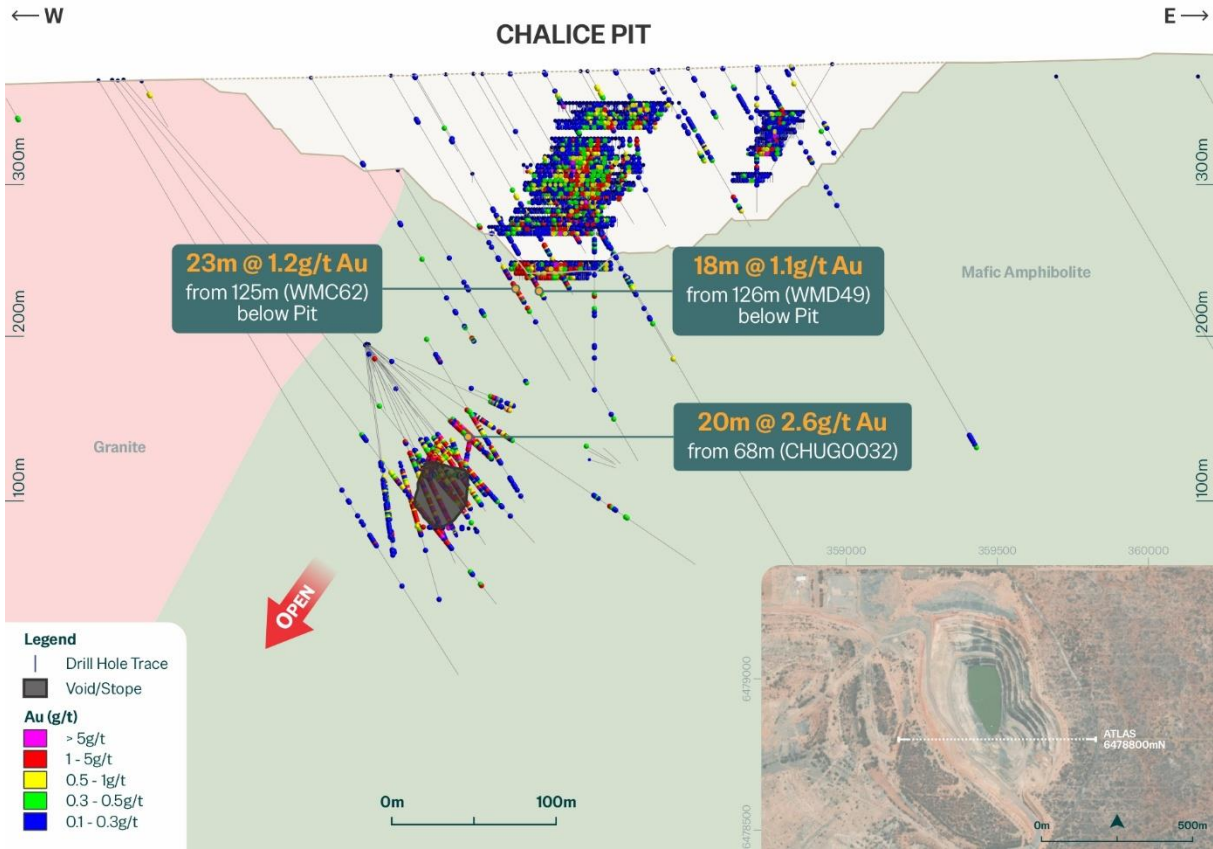 ← W
E →
CHALICE PIT
300m
300m
23m @ 1.2g/t Au
from 125m (WMC62)
below Pit
18m @ 1.1g/t Au
from 126m (WMD49)
below Pit
Mafic Amphibolite
200m
200m
20m @ 2.6g/t Au
from 68m (CHUG0032)
Granite
100m
100m
OPEN
Legend
Drill Hole Trace
Void/Stope
Au (g/t)
> 5g/t
1 - 5g/t
0.5 - 1g/t
0.3 - 0.5g/t
0.1 - 0.3g/t
0m 100m
359000 359500 360000
6479000
ATLAS
6478800mN
6478500
0m 500m